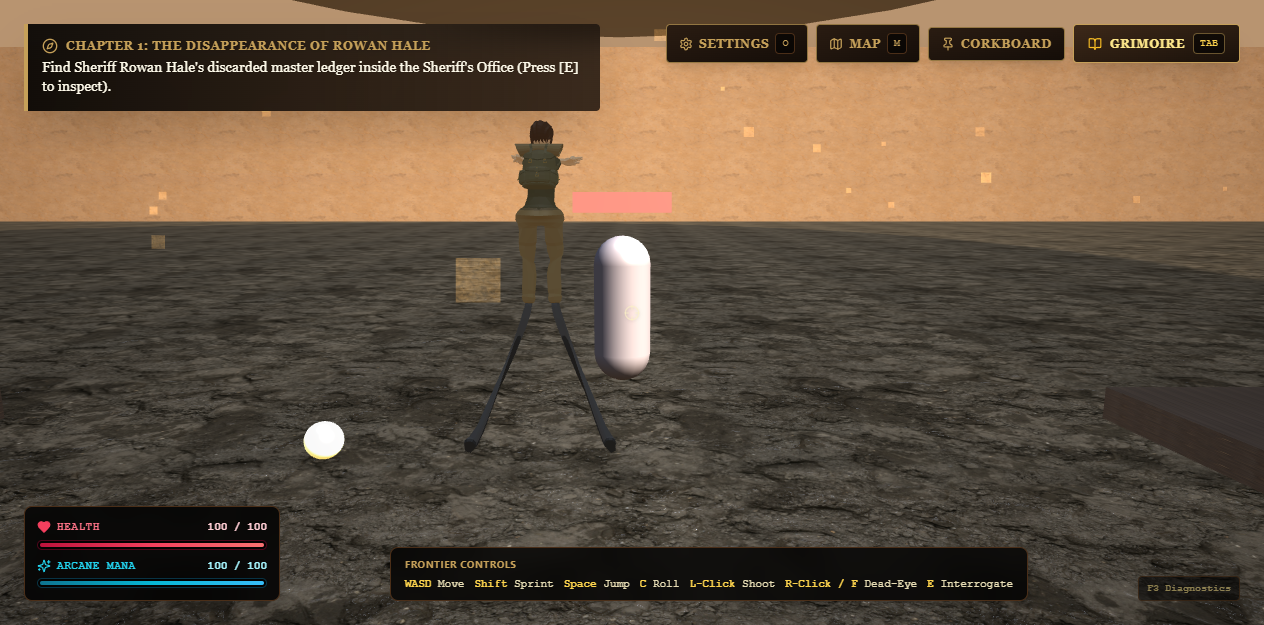 CHAPTER 1: THE DISAPPEARANCE OF ROWAN HALE
Find Sheriff Rowan Hale's discarded master ledger inside the Sheriff's Office (Press [E]
to inspect).
SETTINGS O
MAP M
CORKBOARD
GRIMOIRE TAB
HEALTH 100 / 100
ARCANE MANA 100 / 100
FRONTIER CONTROLS
WASD Move Shift Sprint Space Jump C Roll L-Click Shoot R-Click / F Dead-Eye E Interrogate
F3 Diagnostics